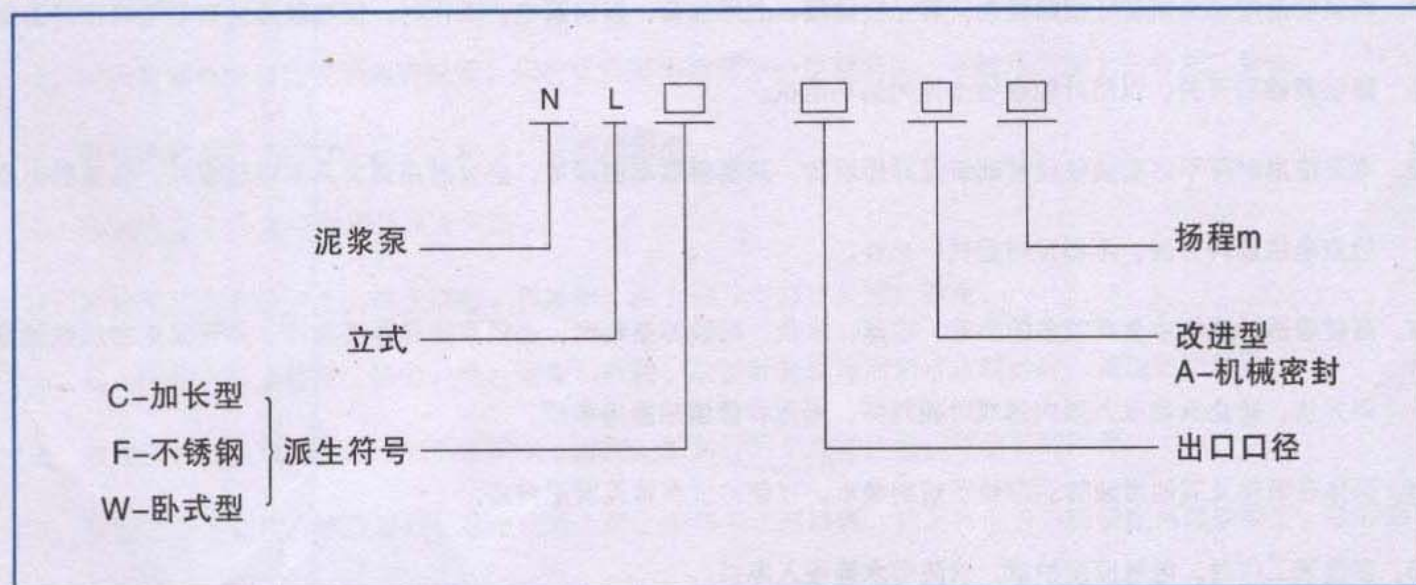 N L □ □ □ □
泥浆泵
扬程m
立式
改进型
A-机械密封
C-加长型
F-不锈钢
W-卧式型
派生符号
出口口径